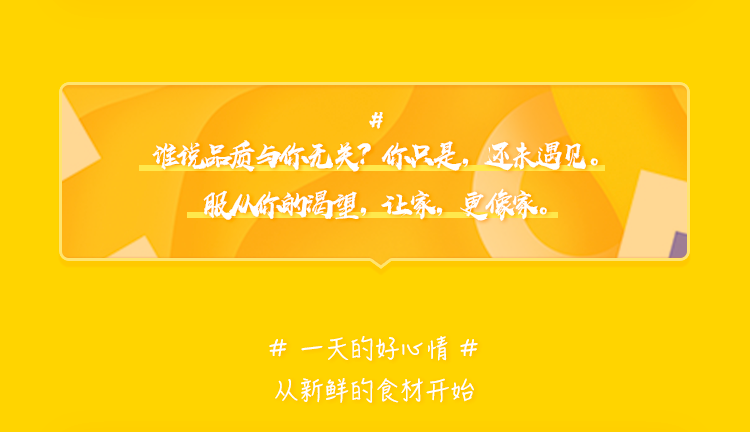 #
谁说品质与你无关?你只是，还未遇见。
服从你的渴望，让家，更像家。
# 一天的好心情 #
从新鲜的食材开始